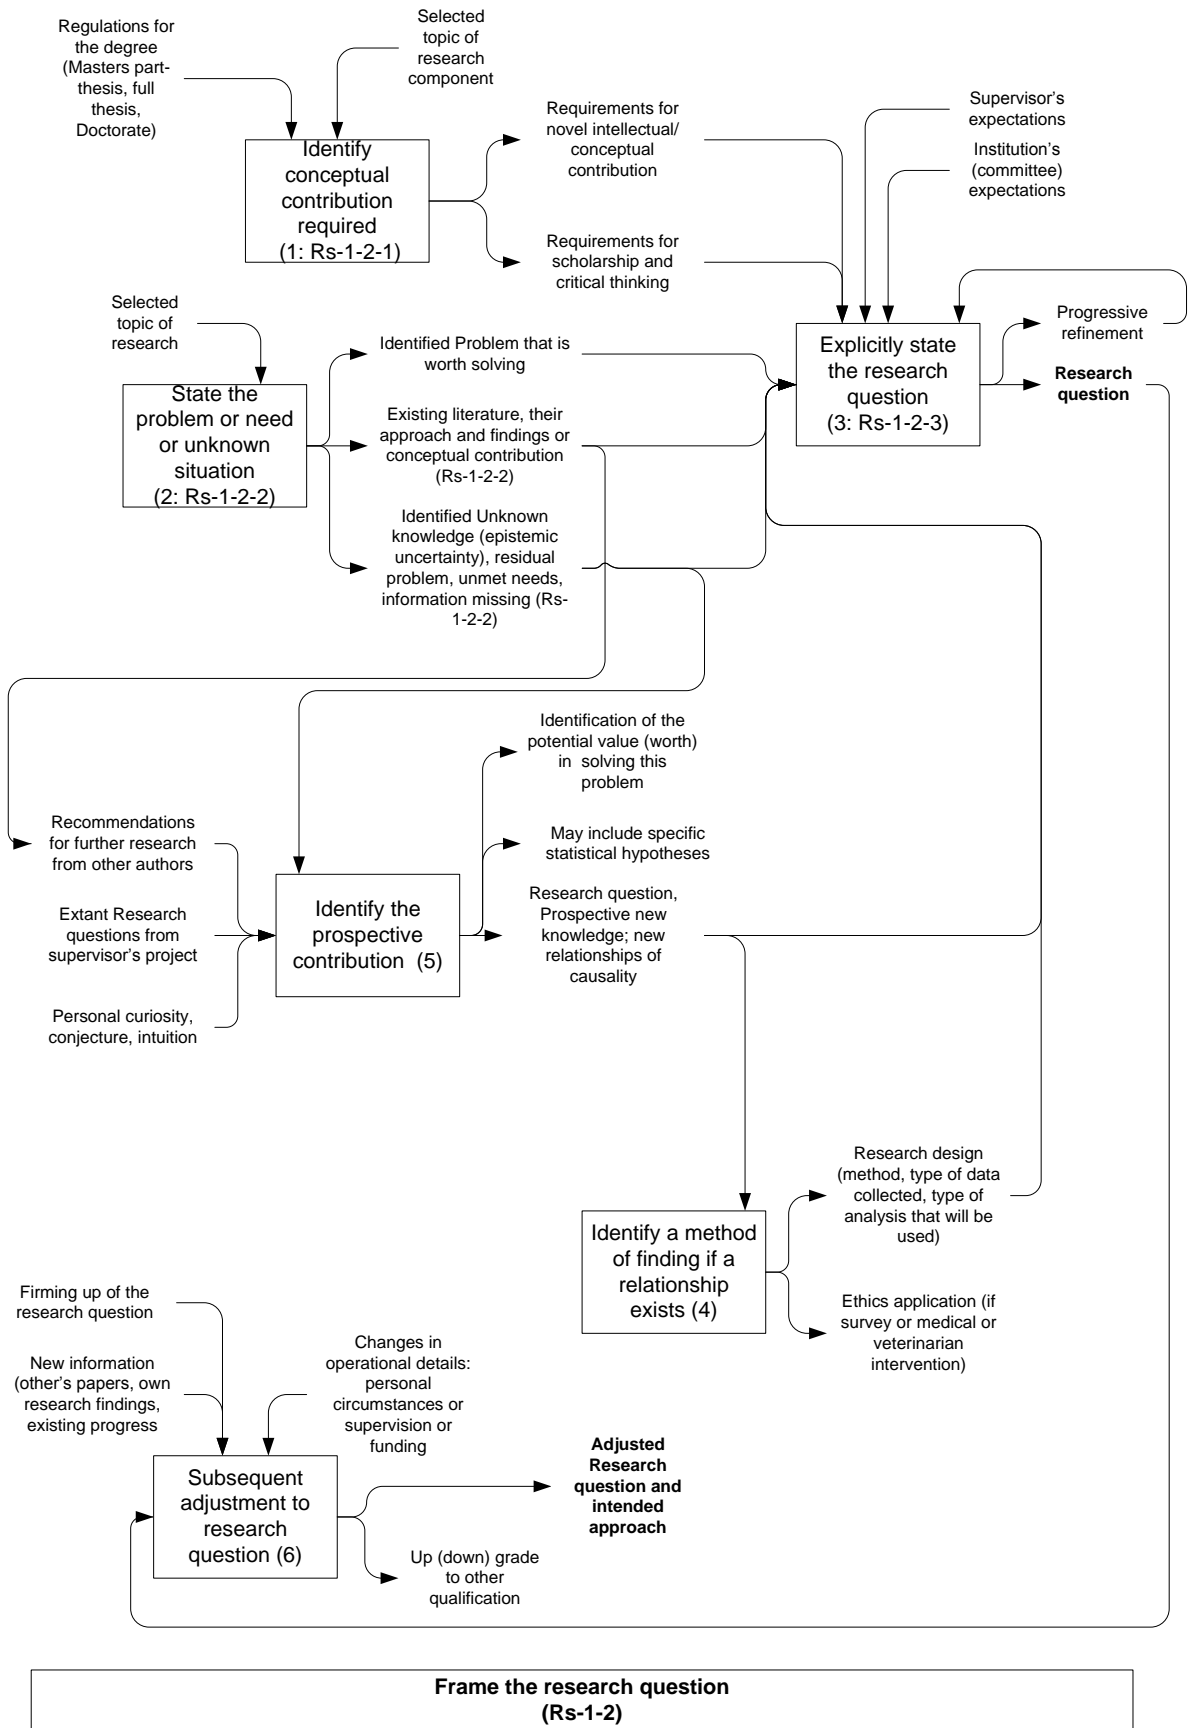 Regulations for
the degree
(Masters part-
thesis, full
thesis,
Doctorate)
Selected
topic of
research
component
Identify
conceptual
contribution
required
(1: Rs-1-2-1)
Requirements for
novel intellectual/
conceptual
contribution
Requirements for
scholarship and
critical thinking
Supervisor's
expectations
Institution's
(committee)
expectations
Selected
topic of
research
State the
problem or need
or unknown
situation
(2: Rs-1-2-2)
Identified Problem that is
worth solving
Existing literature, their
approach and findings or
conceptual contribution
(Rs-1-2-2)
Identified Unknown
knowledge (epistemic
uncertainty), residual
problem, unmet needs,
information missing (Rs-
1-2-2)
Explicitly state
the research
question
(3: Rs-1-2-3)
Progressive
refinement
Research
question
Identification of the
potential value (worth)
in solving this
problem
May include specific
statistical hypotheses
Research question,
Prospective new
knowledge; new
relationships of
causality
Recommendations
for further research
from other authors
Extant Research
questions from
supervisor's project
Personal curiosity,
conjecture, intuition
Identify the
prospective
contribution (5)
Identify a method
of finding if a
relationship
exists (4)
Research design
(method, type of data
collected, type of
analysis that will be
used)
Ethics application (if
survey or medical or
veterinarian
intervention)
Firming up of the
research question
New information
(other's papers, own
research findings,
existing progress
Changes in
operational details:
personal
circumstances or
supervision or
funding
Subsequent
adjustment to
research
question (6)
Adjusted
Research
question and
intended
approach
Up (down) grade
to other
qualification
Frame the research question
(Rs-1-2)